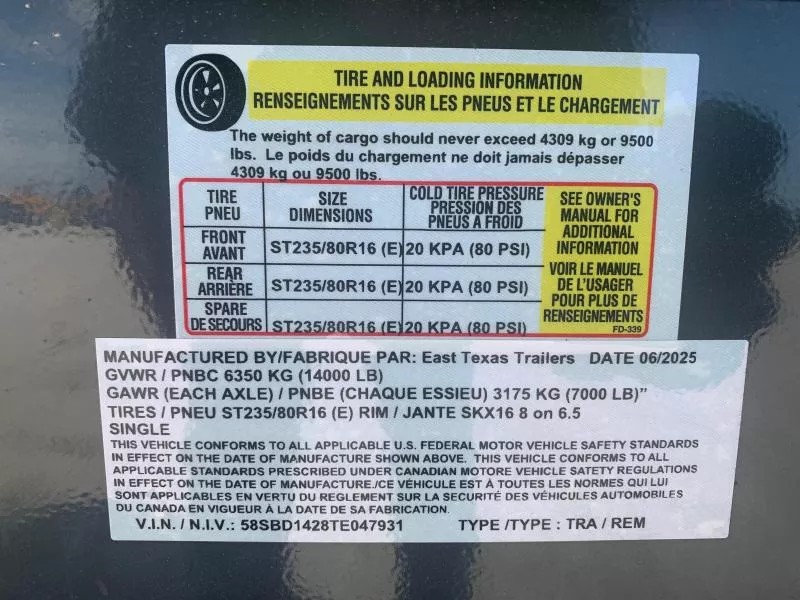 TIRE AND LOADING INFORMATION
RENSEIGNEMENTS SUR LES PNEUS ET LE CHARGEMENT
The weight of cargo should never exceed 4309 kg or 9500
lbs. Le poids du chargement ne doit jamais dépasser
4309 kg ou 9500 lbs.
TIRE
PNEU
SIZE
DIMENSIONS
COLD TIRE PRESSURE
PRESSION DES
PNEUS A FROID
SEE OWNER'S
MANUAL FOR
ADDITIONAL
INFORMATION
VOIR LE MANUEL
DE L'USAGER
POUR PLUS DE
RENSEIGNEMENTS
FD-339
FRONT
AVANT
ST235/80R16 (E)
20 KPA (80 PSI)
REAR
ARRIÈRE
ST235/80R16 (E)
20 KPA (80 PSI)
SPARE
DE SECOURS
ST235/80R16 (E)
20 KPA (80 PSI)
MANUFACTURED BY/FABRIQUE PAR: East Texas Trailers DATE 06/2025
GVWR / PNBC 6350 KG (14000 LB)
GAWR (EACH AXLE) / PNBE (CHAQUE ESSIEU) 3175 KG (7000 LB)”
TIRES / PNEU ST235/80R16 (E) RIM / JANTE SKX16 8 on 6.5
SINGLE
THIS VEHICLE CONFORMS TO ALL APPLICABLE U.S. FEDERAL MOTOR VEHICLE SAFETY STANDARDS
IN EFFECT ON THE DATE OF MANUFACTURE SHOWN ABOVE. THIS VEHICLE CONFORMS TO ALL
APPLICABLE STANDARDS PRESCRIBED UNDER CANADIAN MOTORE VEHICLE SATETY REGULATIONS
IN EFFECT ON THE DATE OF MANUFACTURE./CE VÉHICULE EST À TOUTES LES NORMES QUI LUI
SONT APPLICABLES EN VERTU DU REGLEMENT SUR LA SECURITÉ DES VÉHICULES AUTOMOBILES
DU CANADA EN VIGUEUR À LA DATE DE SA FABRICATION.
V.I.N. / N.I.V.: 58SBD1428TE047931 TYPE /TYPE : TRA / REM